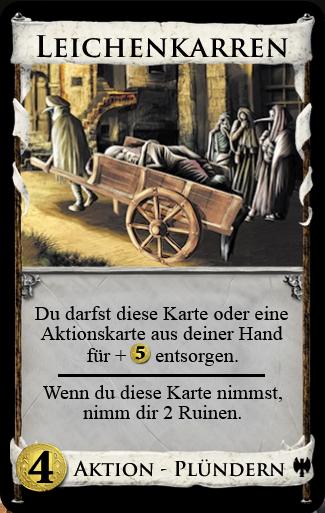 LEICHENKARREN
Du darfst diese Karte oder eine
Aktionskarte aus deiner Hand
für + 5 entsorgen.
Wenn du diese Karte nimmst,
nimm dir 2 Ruinen.
4 AKTION - PLÜNDERN